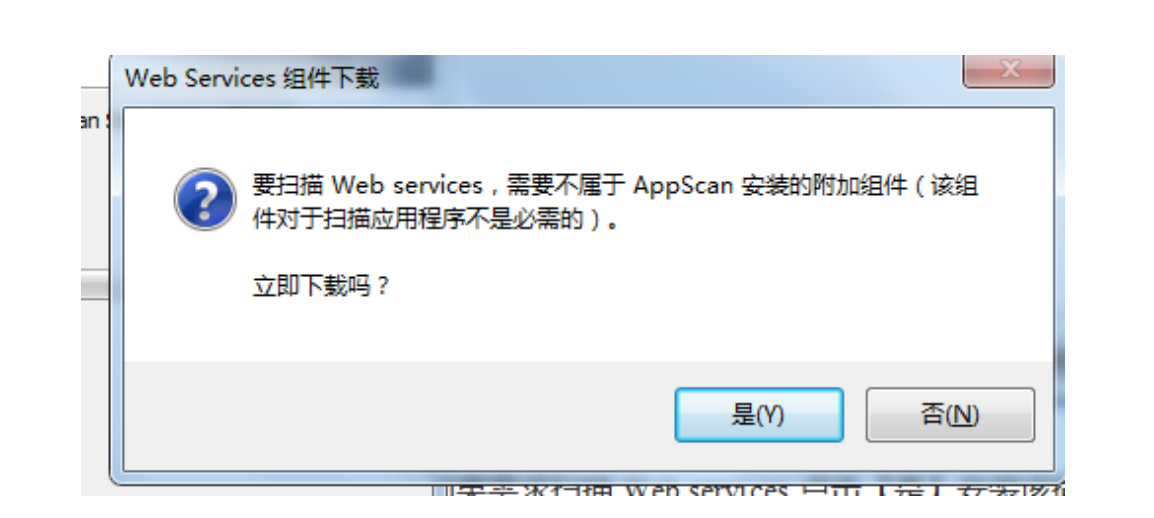 Web Services 组件下载
an
要扫描 Web services，需要不属于 AppScan 安装的附加组件（该组
件对于扫描应用程序不是必需的）。
立即下载吗？
是(Y)
否(N)
扫描 Web services